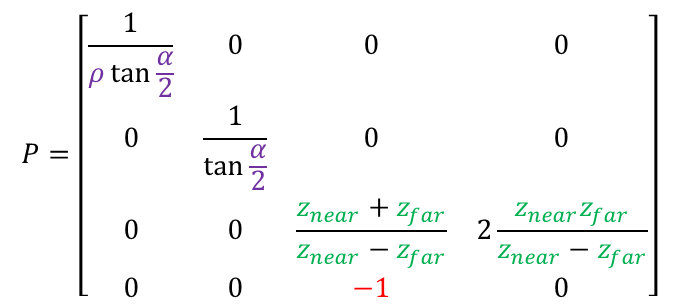 P = [ 1/(ρ tan α/2) 0 0 0
0 1/(tan α/2) 0 0
0 0 (z_near + z_far)/(z_near − z_far) 2 (z_near z_far)/(z_near − z_far)
0 0 −1 0 ]